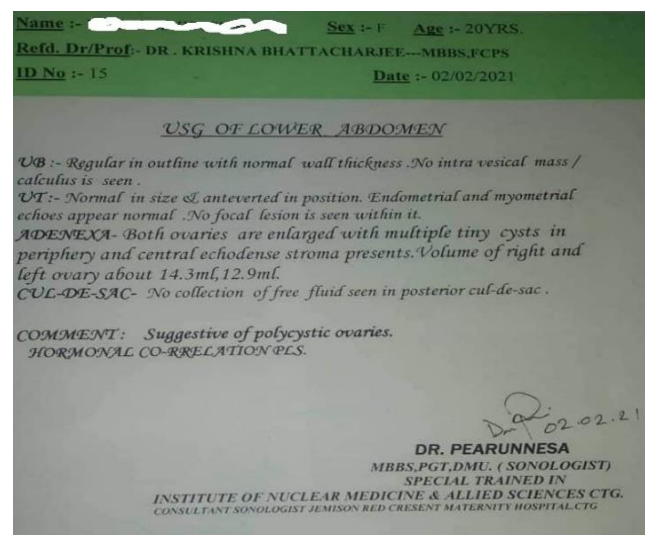 Name :-
Sex :- F Age :- 20YRS.
Refd. Dr/Prof:- DR . KRISHNA BHATTACHARJEE---MBBS,FCPS
ID No :- 15
Date :- 02/02/2021
USG OF LOWER ABDOMEN
UB :- Regular in outline with normal wall thickness .No intra vesical mass /
calculus is seen .
UT:- Normal in size & anteverted in position. Endometrial and myometrial
echoes appear normal .No focal lesion is seen within it.
ADENEXA- Both ovaries are enlarged with multiple tiny cysts in
periphery and central echodense stroma presents.Volume of right and
left ovary about 14.3ml,12.9ml.
CUL-DE-SAC- No collection of free fluid seen in posterior cul-de-sac .
COMMENT: Suggestive of polycystic ovaries.
HORMONAL CO-RRELATION PLS.
02.02.21
DR. PEARUNNESA
MBBS,PGT,DMU. ( SONOLOGIST)
SPECIAL TRAINED IN
INSTITUTE OF NUCLEAR MEDICINE & ALLIED SCIENCES CTG.
CONSULTANT SONOLOGIST JEMISON RED CRESENT MATERNITY HOSPITAL.CTG